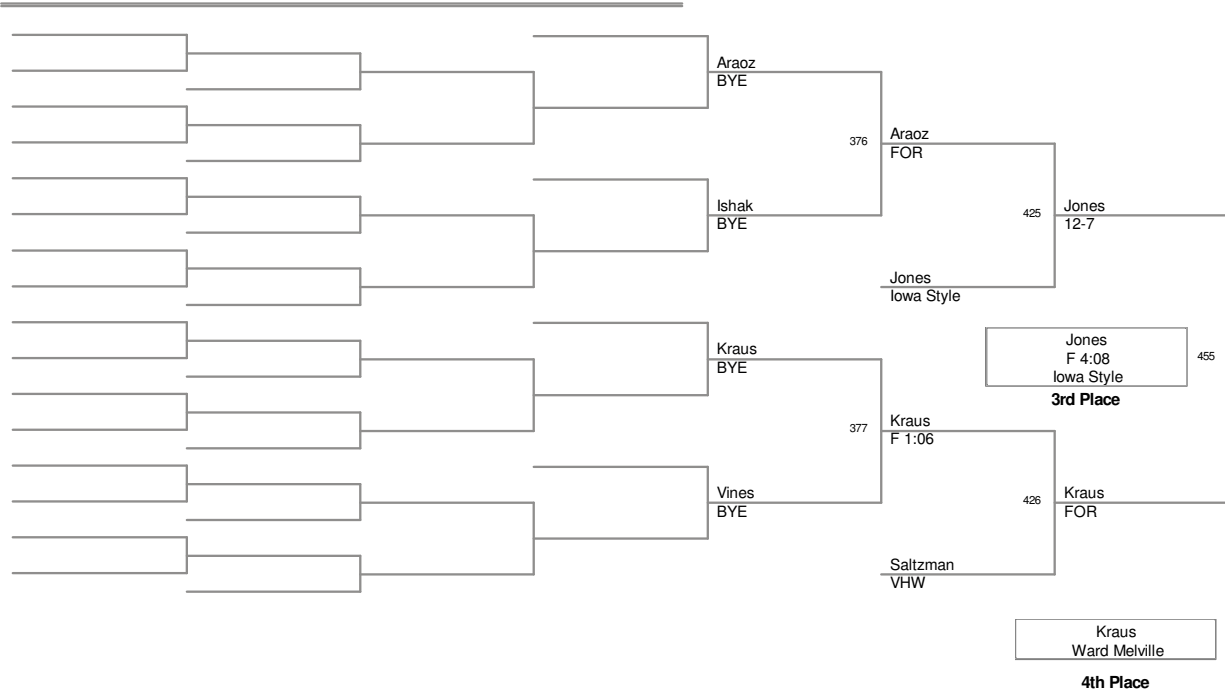 Araoz
BYE
376
Araoz
FOR
Ishak
BYE
425
Jones
12-7
Jones
Iowa Style
Jones
F 4:08
Iowa Style
455
3rd Place
Kraus
BYE
377
Kraus
F 1:06
Vines
BYE
426
Kraus
FOR
Saltzman
VHW
Kraus
Ward Melville
4th Place